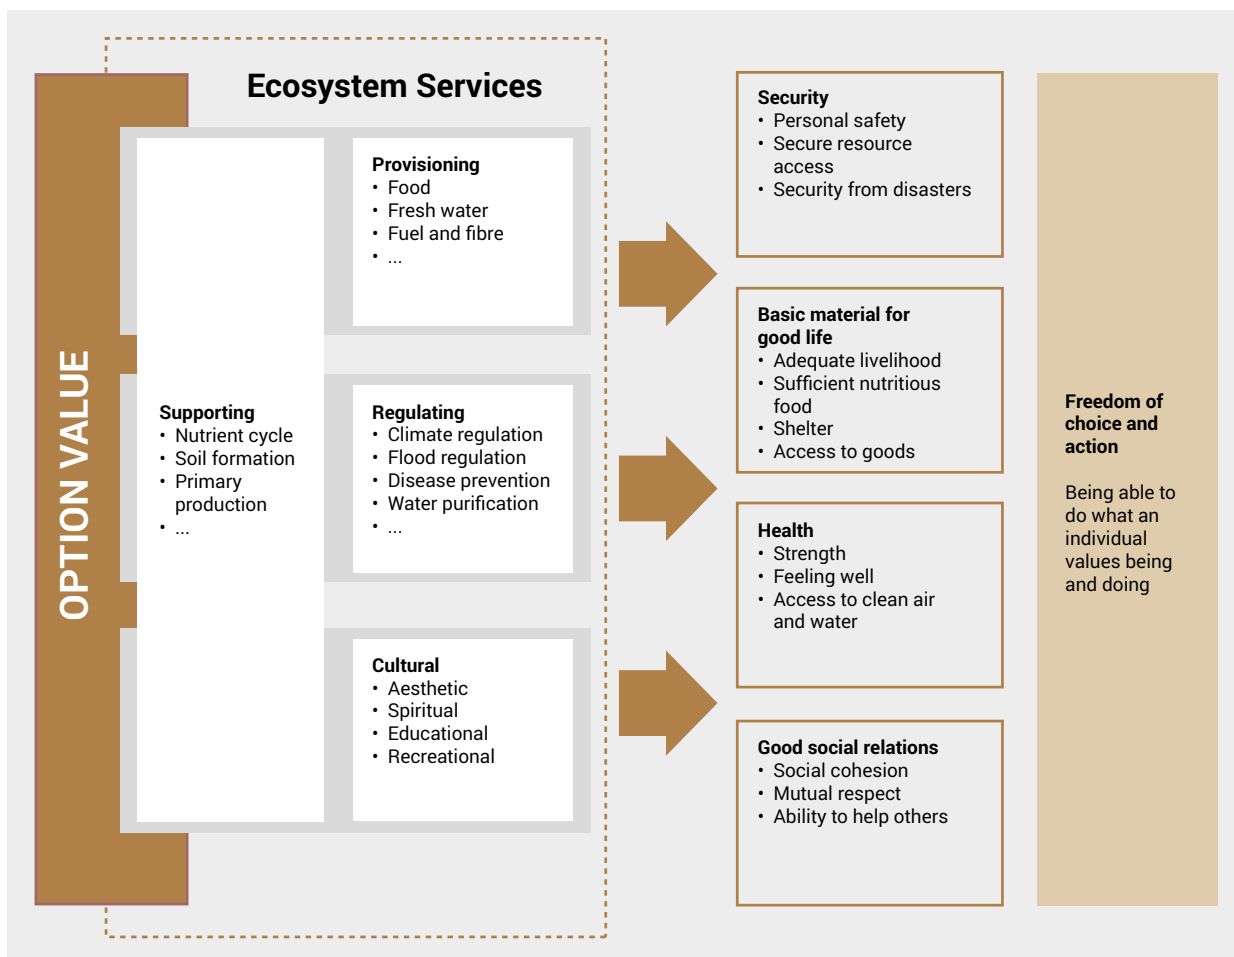 Ecosystem Services
OPTION VALUE
Supporting
• Nutrient cycle
• Soil formation
• Primary
production
• ...
Provisioning
• Food
• Fresh water
• Fuel and fibre
• ...
Regulating
• Climate regulation
• Flood regulation
• Disease prevention
• Water purification
• ...
Cultural
• Aesthetic
• Spiritual
• Educational
• Recreational
Security
• Personal safety
• Secure resource
access
• Security from disasters
Basic material for
good life
• Adequate livelihood
• Sufficient nutritious
food
• Shelter
• Access to goods
Health
• Strength
• Feeling well
• Access to clean air
and water
Good social relations
• Social cohesion
• Mutual respect
• Ability to help others
Freedom of
choice and
action
Being able to
do what an
individual
values being
and doing